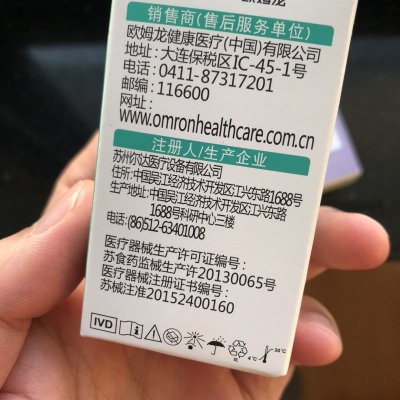 销售商(售后服务单位)
欧姆龙健康医疗(中国)有限公司
地址: 大连保税区IC-45-1号
电话: 0411-87317201
邮编: 116600
网址:
www.omronhealthcare.com.cn
注册人/生产企业
苏州尔达医疗设备有限公司
住所: 中国吴江经济技术开发区江兴东路1688号
生产地址: 中国吴江经济技术开发区江兴东路
1688号科研中心三楼
电话: (86)512-63401008
医疗器械生产许可证编号:
苏食药监械生产许20130065号
医疗器械注册证书编号:
苏械注准20152400160
IVD
4°C
30°C